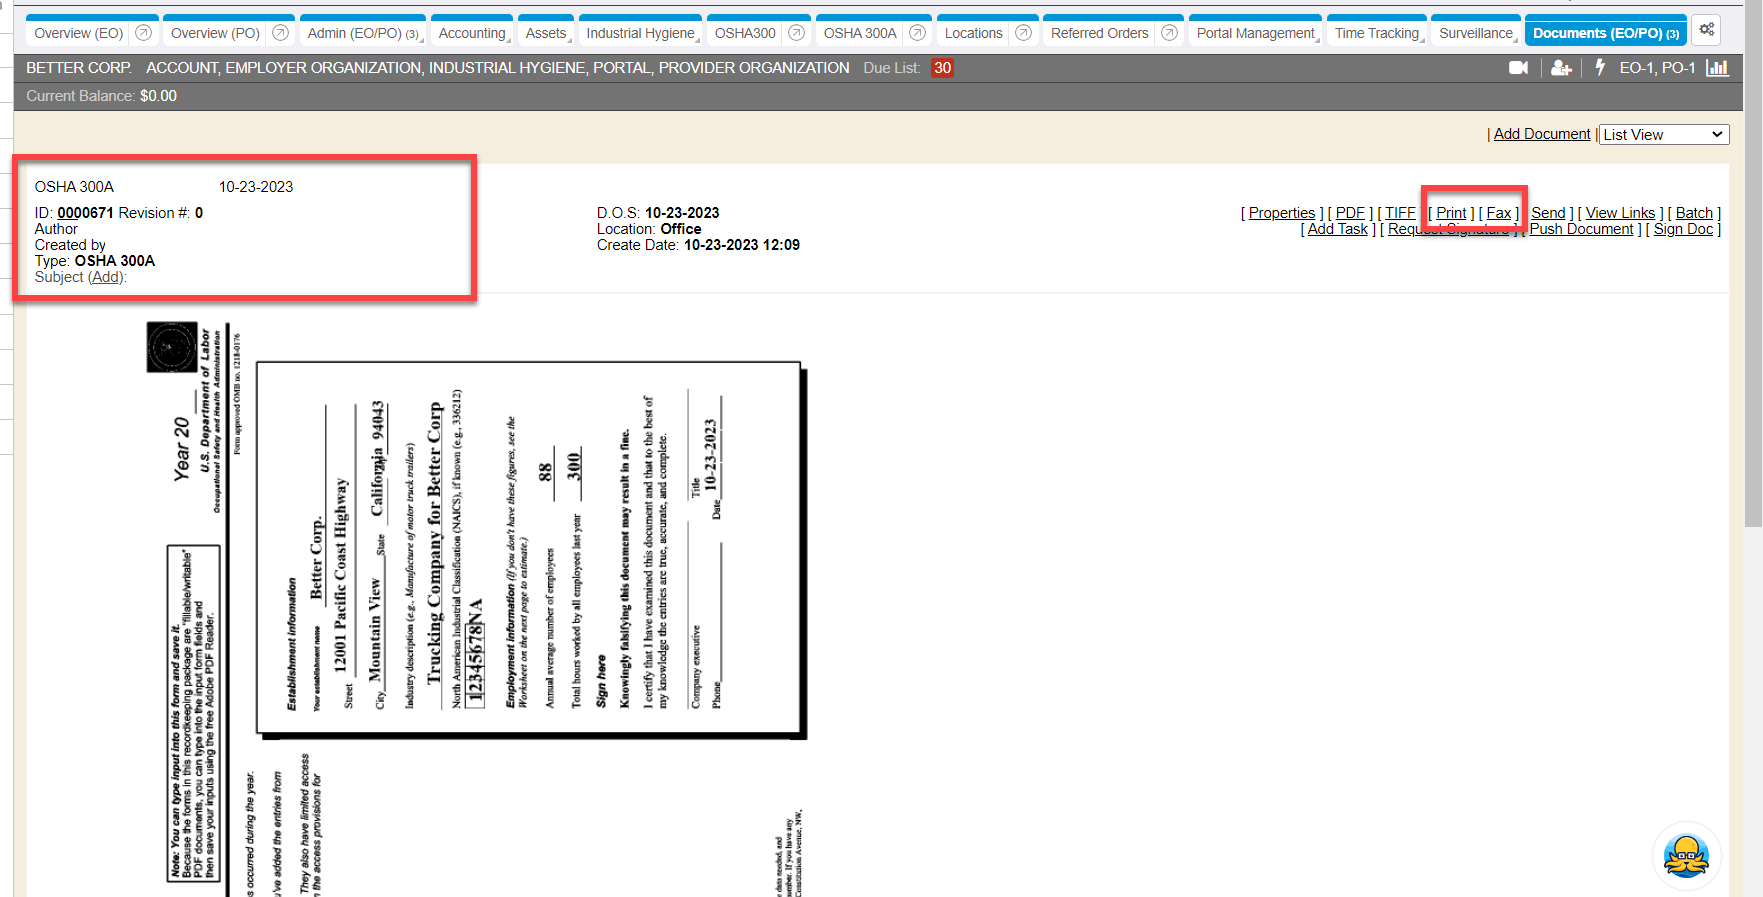 Overview (EO) Overview (PO) Admin (EO/PO) (3) Accounting Assets Industrial Hygiene OSHA300 OSHA 300A Locations Referred Orders Portal Management Time Tracking Surveillance Documents (EO/PO) (3)
BETTER CORP. ACCOUNT, EMPLOYER ORGANIZATION, INDUSTRIAL HYGIENE, PORTAL, PROVIDER ORGANIZATION Due List: 30 EO-1, PO-1
Current Balance: $0.00
| Add Document | List View
OSHA 300A 10-23-2023
ID: 0000671 Revision #: 0
Author
Created by
Type: OSHA 300A
Subject (Add):
D.O.S: 10-23-2023
Location: Office
Create Date: 10-23-2023 12:09
[ Properties ] [ PDF ] [ TIFF [ Print ] [ Fax ] Send ] [ View Links ] [ Batch ]
[ Add Task ] [ Request Signature ] [ Push Document ] [ Sign Doc ]
Year 20
U.S. Department of Labor
Occupational Safety and Health Administration
Form approved OMB no. 1218-0176
Note: You can type input into this form and save it.
Because the forms in this recordkeeping package are "fillable/writable"
PDF documents, you can type into the input form fields and
then save your inputs using the free Adobe PDF Reader.
Establishment information
Your establishment name Better Corp.
Street 12001 Pacific Coast Highway
City Mountain View State California 94043
Industry description (e.g., Manufacture of motor truck trailers)
Trucking Company for Better Corp
North American Industrial Classification (NAICS), if known (e.g., 336212)
12345678NA
Employment information (If you don't have these figures, see the
Worksheet on the next page to estimate.)
Annual average number of employees 88
Total hours worked by all employees last year 300
Sign here
Knowingly falsifying this document may result in a fine.
I certify that I have examined this document and that to the best of
my knowledge the entries are true, accurate, and complete.
Company executive Title
Phone Date 10-23-2023
s occurred during the year.
u've added the entries from
They also have limited access
n the access provisions for
e data needed, and
umber. If you have any
Constitution Avenue, NW,